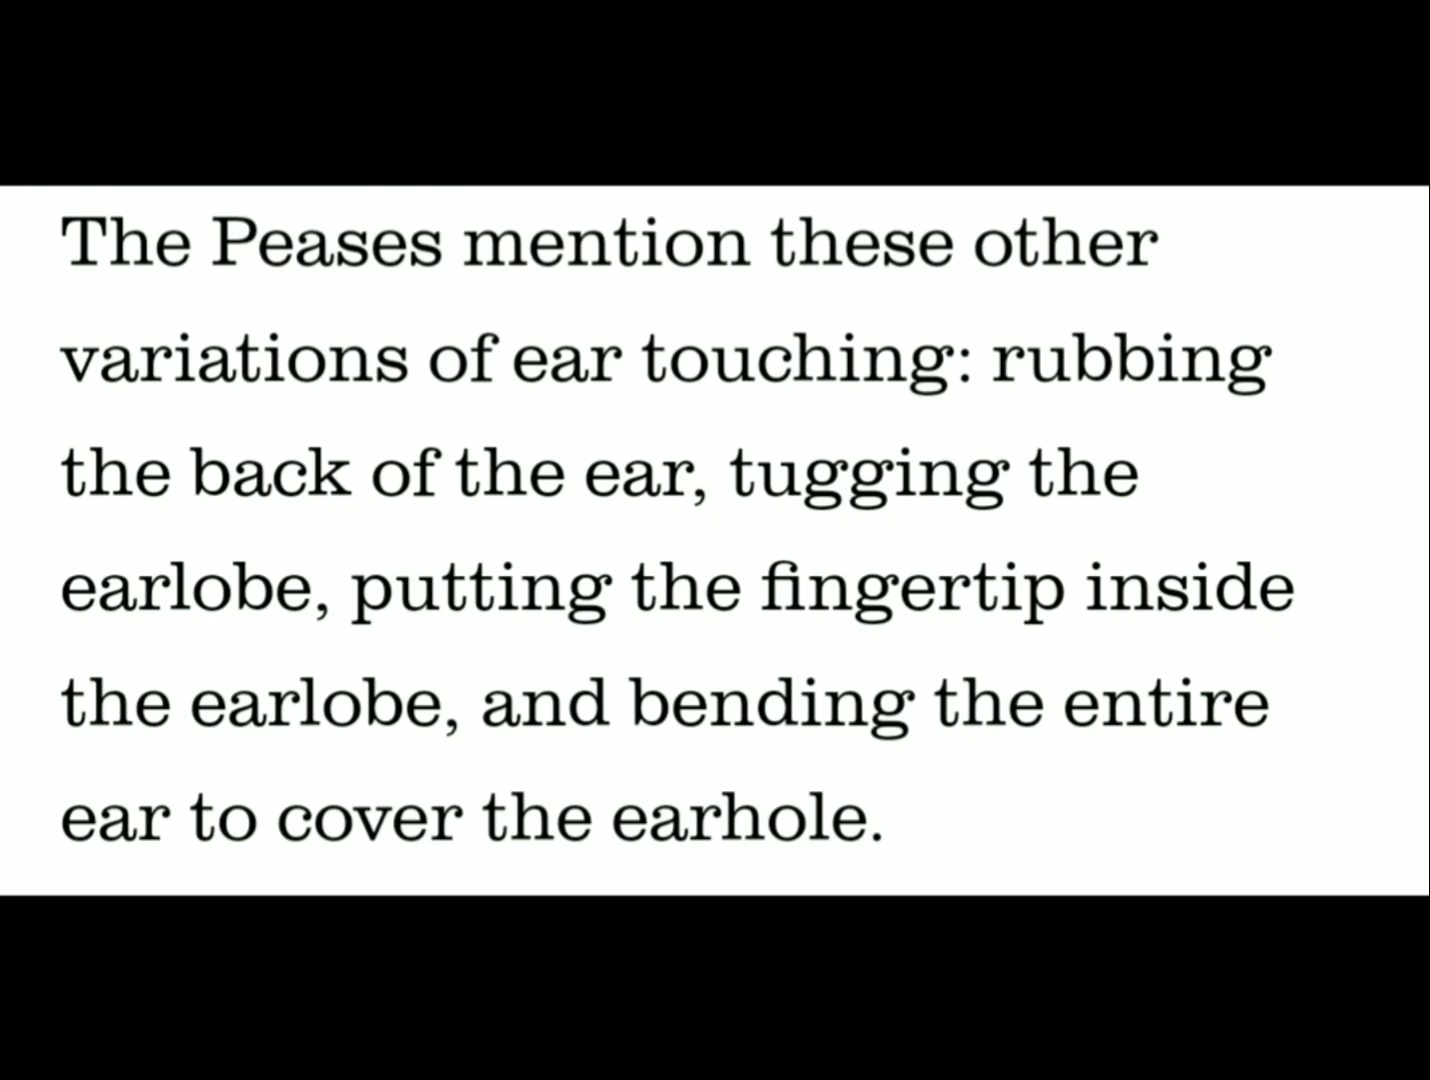 The Peases mention these other
variations of ear touching: rubbing
the back of the ear, tugging the
earlobe, putting the fingertip inside
the earlobe, and bending the entire
ear to cover the earhole.